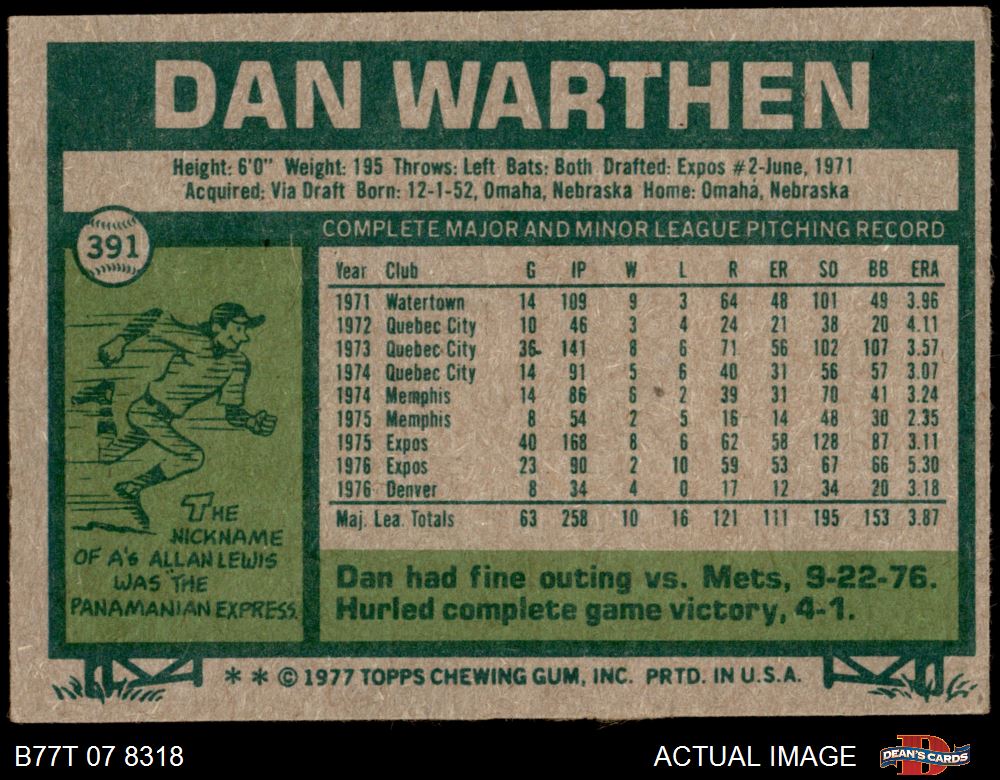 DAN WARTHEN
Height: 6'0" Weight: 195 Throws: Left Bats: Both Drafted: Expos #2-June, 1971
Acquired: Via Draft Born: 12-1-52, Omaha, Nebraska Home: Omaha, Nebraska
391
COMPLETE MAJOR AND MINOR LEAGUE PITCHING RECORD
Year Club G IP W L R ER SO BB ERA
1971 Watertown 14 109 9 3 64 48 101 49 3.96
1972 Quebec City 10 46 3 4 24 21 38 20 4.11
1973 Quebec City 36 141 8 6 71 56 102 107 3.57
1974 Quebec City 14 91 5 6 40 31 56 57 3.07
1974 Memphis 14 86 6 2 39 31 70 41 3.24
1975 Memphis 8 54 2 5 16 14 48 30 2.35
1975 Expos 40 168 8 6 62 58 128 87 3.11
1976 Expos 23 90 2 10 59 53 67 66 5.30
1976 Denver 8 34 4 0 17 12 34 20 3.18
Maj. Lea. Totals 63 258 10 16 121 111 195 153 3.87
THE
NICKNAME
OF A's ALLAN LEWIS
WAS THE
PANAMANIAN EXPRESS.
Dan had fine outing vs. Mets, 9-22-76.
Hurled complete game victory, 4-1.
* * © 1977 TOPPS CHEWING GUM, INC. PRTD. IN U.S.A.
B77T 07 8318
ACTUAL IMAGE
DEAN'S CARDS